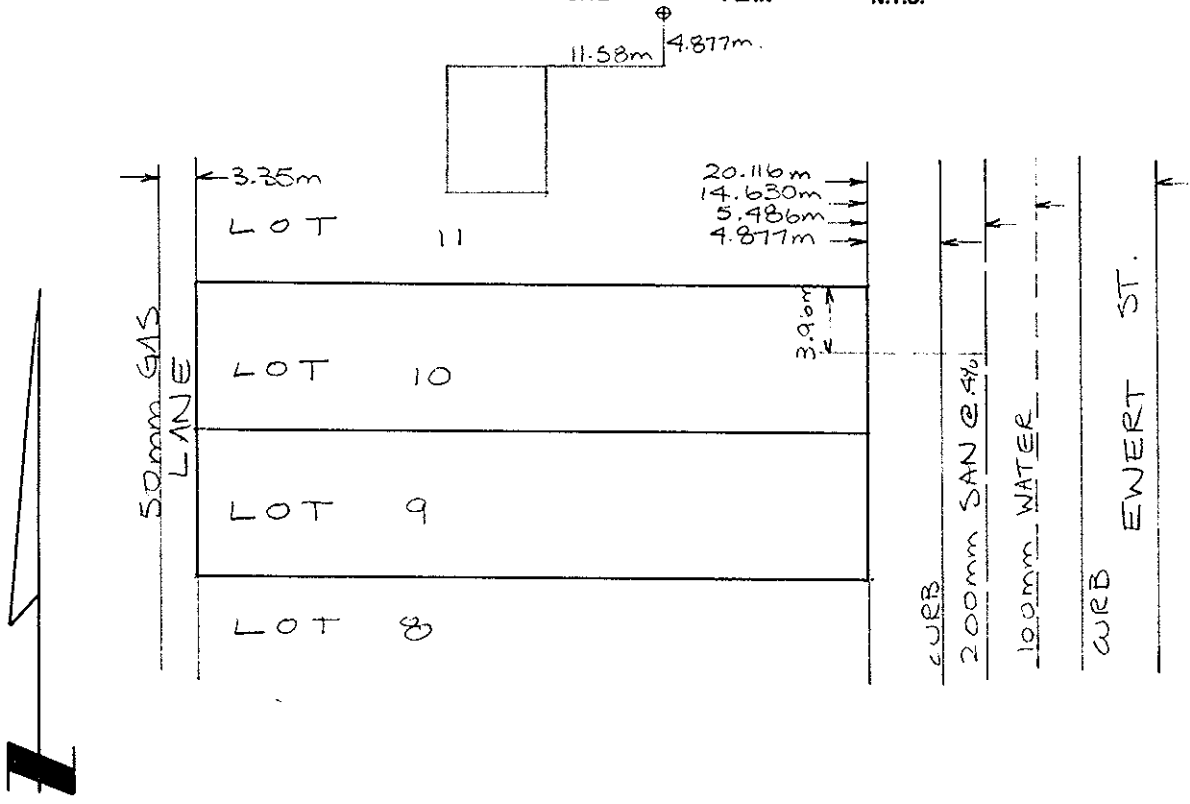 N.T.S.
11.58m
4.877m.
3.35m
20.116m
14.630m
5.486m
4.877m
LOT 11
3.96m
50mm GAS
LANE
LOT 10
LOT 9
LOT 8
CURB
200mm SAN @ .4%
100mm WATER
CURB
EWERT ST.
N